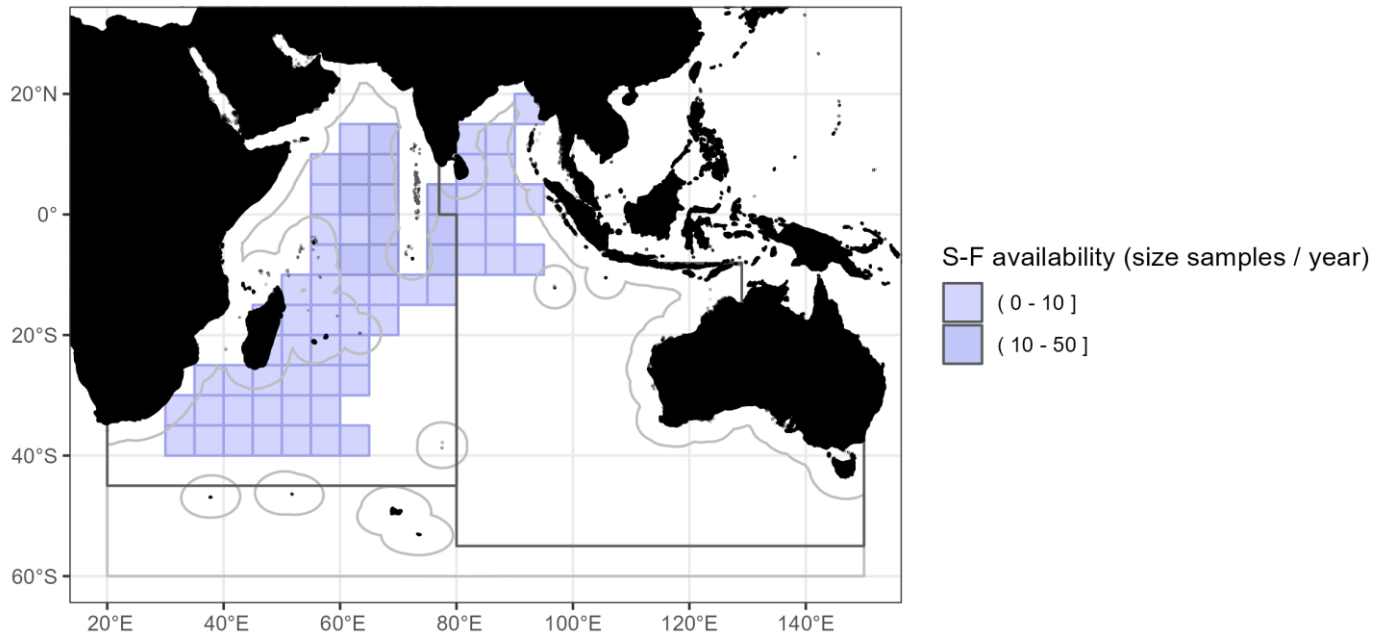 20°N
0°
20°S
40°S
60°S
20°E 40°E 60°E 80°E 100°E 120°E 140°E
S-F availability (size samples / year)
( 0 - 10 ]
( 10 - 50 ]